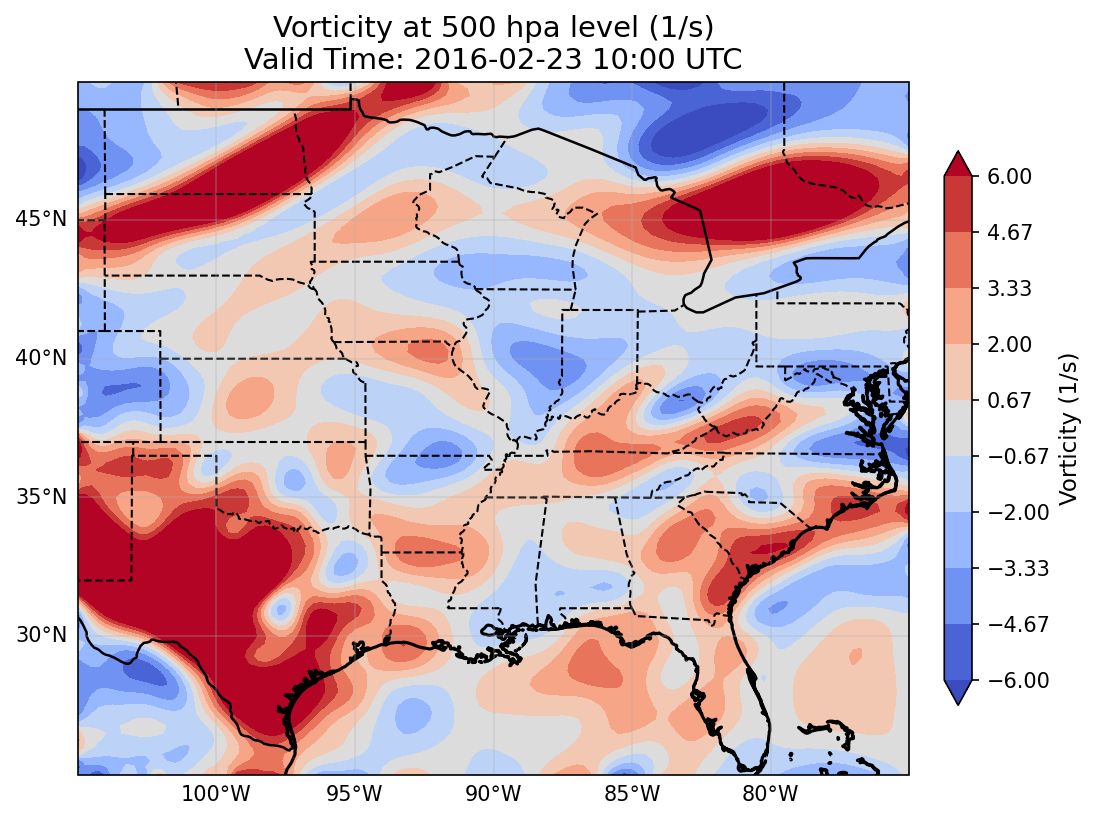 Vorticity at 500 hpa level (1/s)
Valid Time: 2016-02-23 10:00 UTC
45°N
40°N
35°N
30°N
100°W
95°W
90°W
85°W
80°W
6.00
4.67
3.33
2.00
0.67
−0.67
−2.00
−3.33
−4.67
−6.00
Vorticity (1/s)